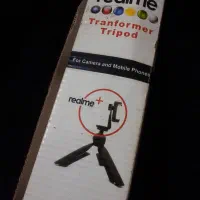 realme
Tranformer
Tripod
For Camera and Mobile Phones
realme+